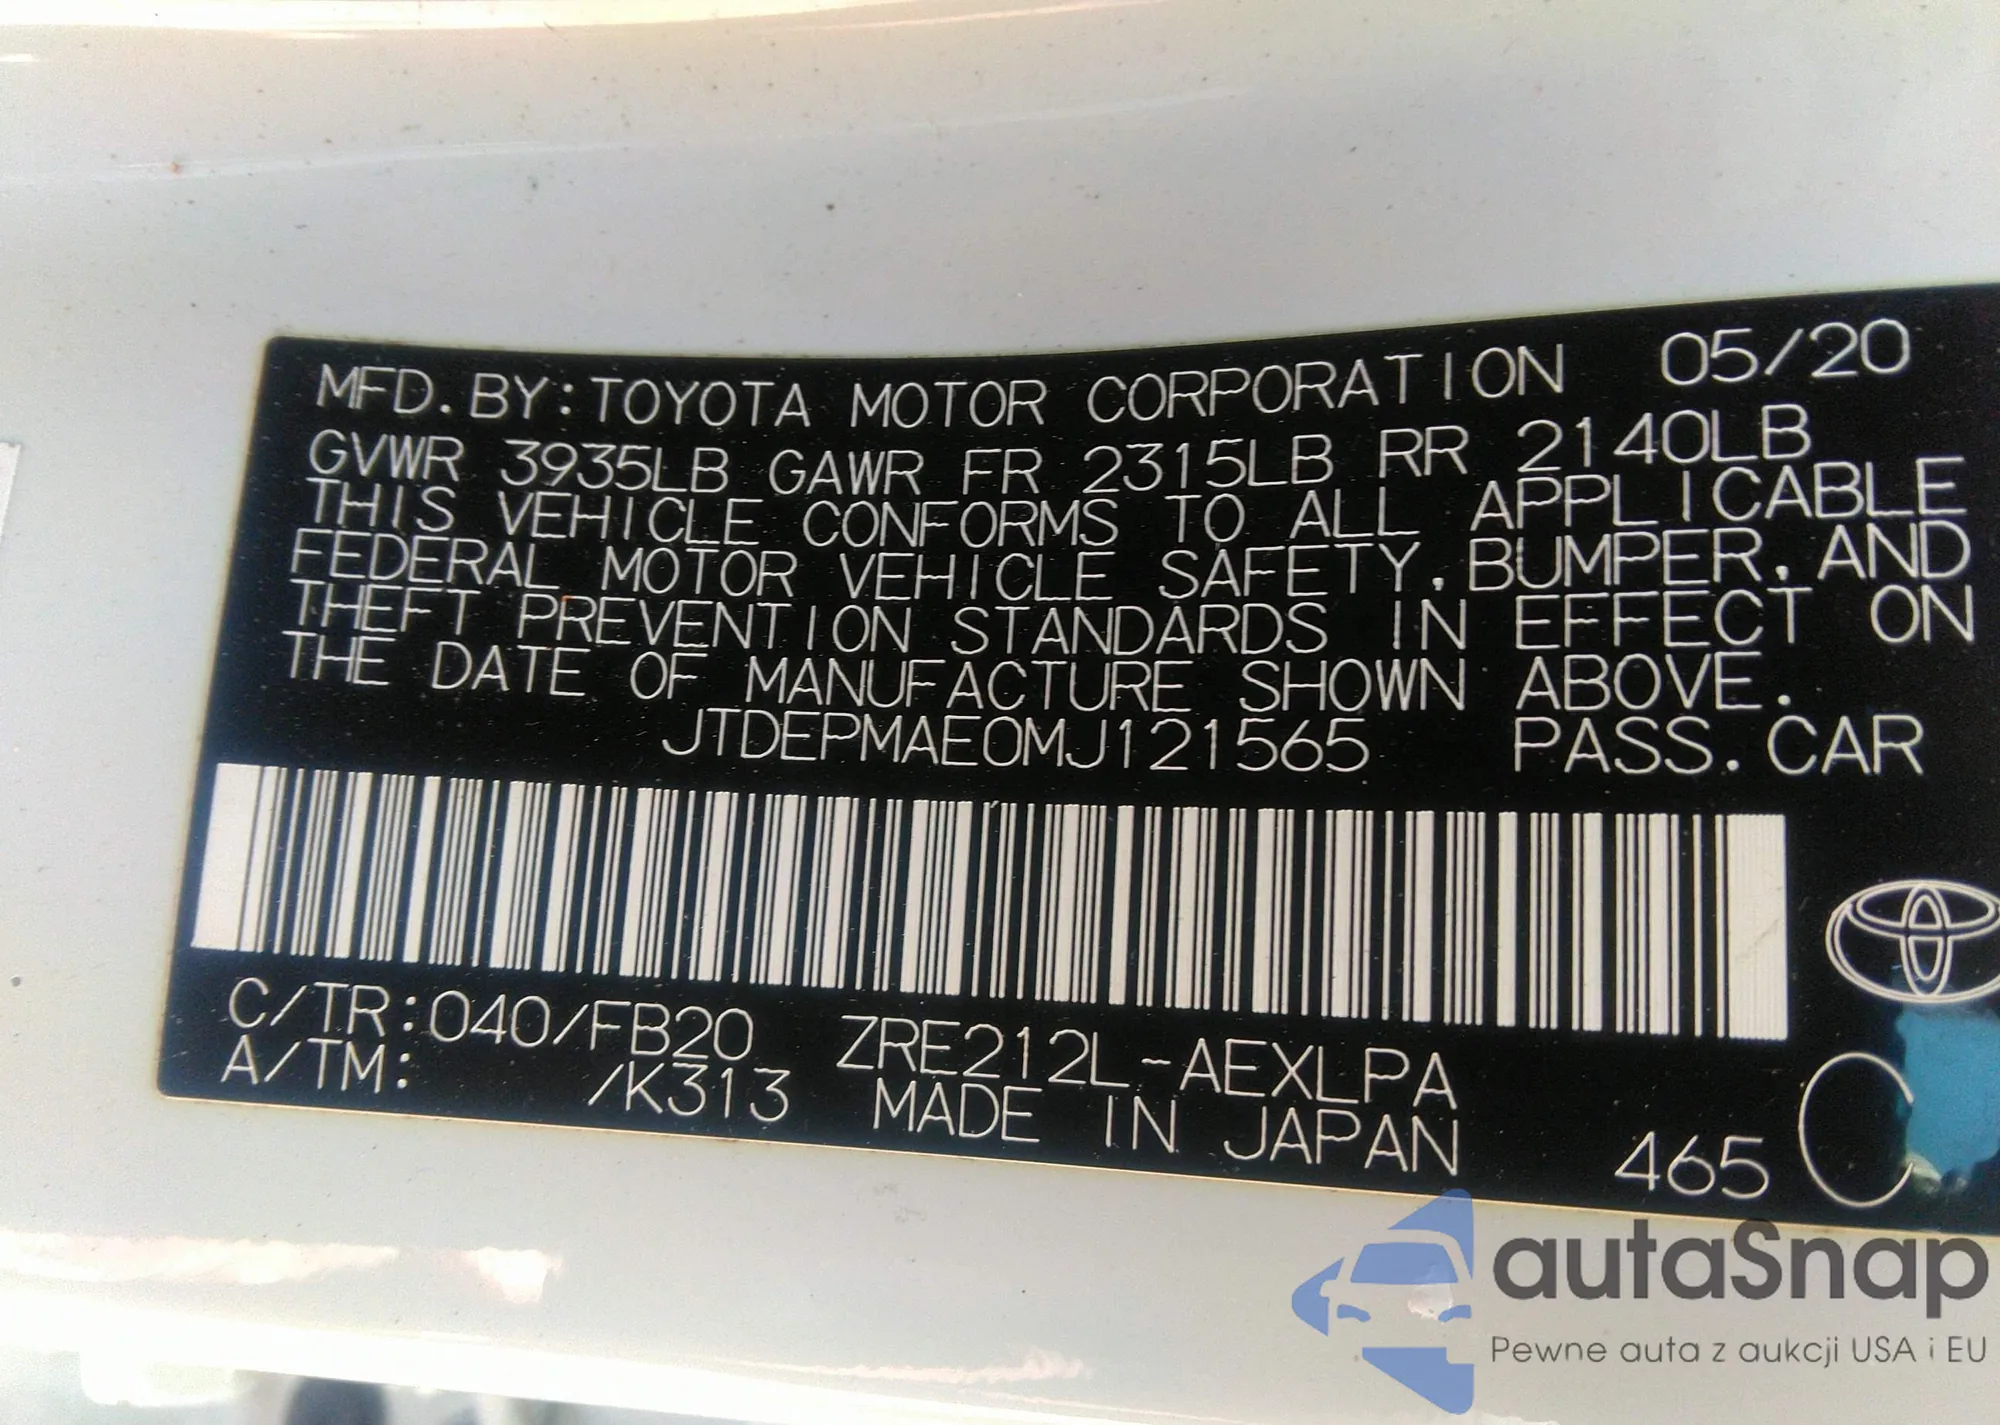 MFD. BY: TOYOTA MOTOR CORPORATION 05/20
GVWR 3935LB GAWR FR 2315LB RR 2140LB
THIS VEHICLE CONFORMS TO ALL APPLICABLE
FEDERAL MOTOR VEHICLE SAFETY, BUMPER, AND
THEFT PREVENTION STANDARDS IN EFFECT ON
THE DATE OF MANUFACTURE SHOWN ABOVE.
JTDEPMAE0MJ121565 PASS. CAR
C/TR: 040/FB20 ZRE212L-AEXLPA
A/TM: /K313 MADE IN JAPAN 465 C
autaSnap
Pewne auta z aukcji USA i EU